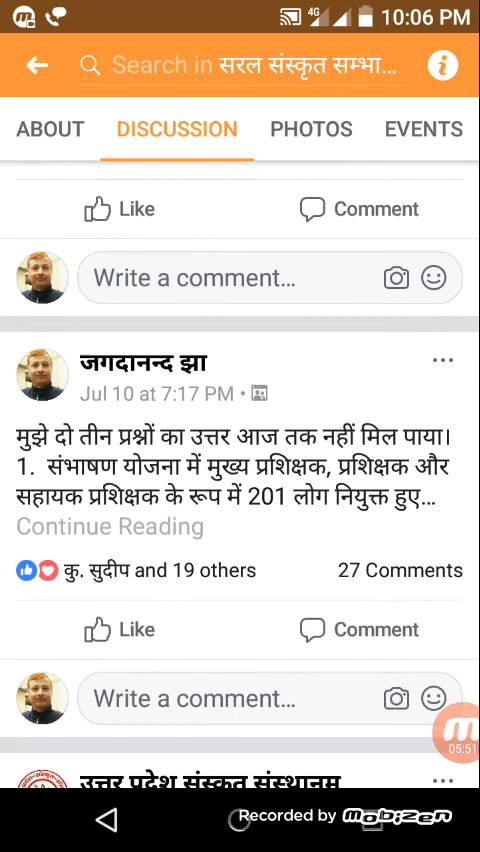 4G 10:06 PM
Search in सरल संस्कृत सम्भा...
ABOUT DISCUSSION PHOTOS EVENTS
Like Comment
Write a comment...
जगदानन्द झा
Jul 10 at 7:17 PM •
मुझे दो तीन प्रश्नों का उत्तर आज तक नहीं मिल पाया।
1. संभाषण योजना में मुख्य प्रशिक्षक, प्रशिक्षक और
सहायक प्रशिक्षक के रूप में 201 लोग नियुक्त हुए...
Continue Reading
कु. सुदीप and 19 others 27 Comments
Like Comment
Write a comment...
05:51
उत्तर प्रदेश संस्कृत संस्थानम्
Recorded by mobizen